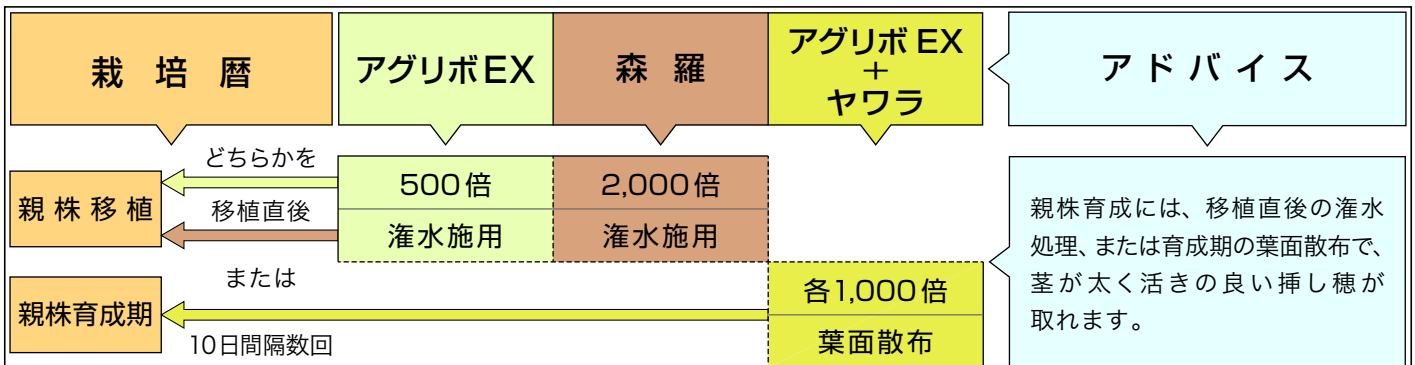 栽培暦
アグリボEX
森羅
アグリボEX
＋
ヤワラ
アドバイス
どちらかを
親株移植
移植直後
500倍
潅水施用
2,000倍
潅水施用
または
親株育成期
10日間隔数回
各1,000倍
葉面散布
親株育成には、移植直後の潅水
処理、または育成期の葉面散布で、
茎が太く活きの良い挿し穂が
取れます。